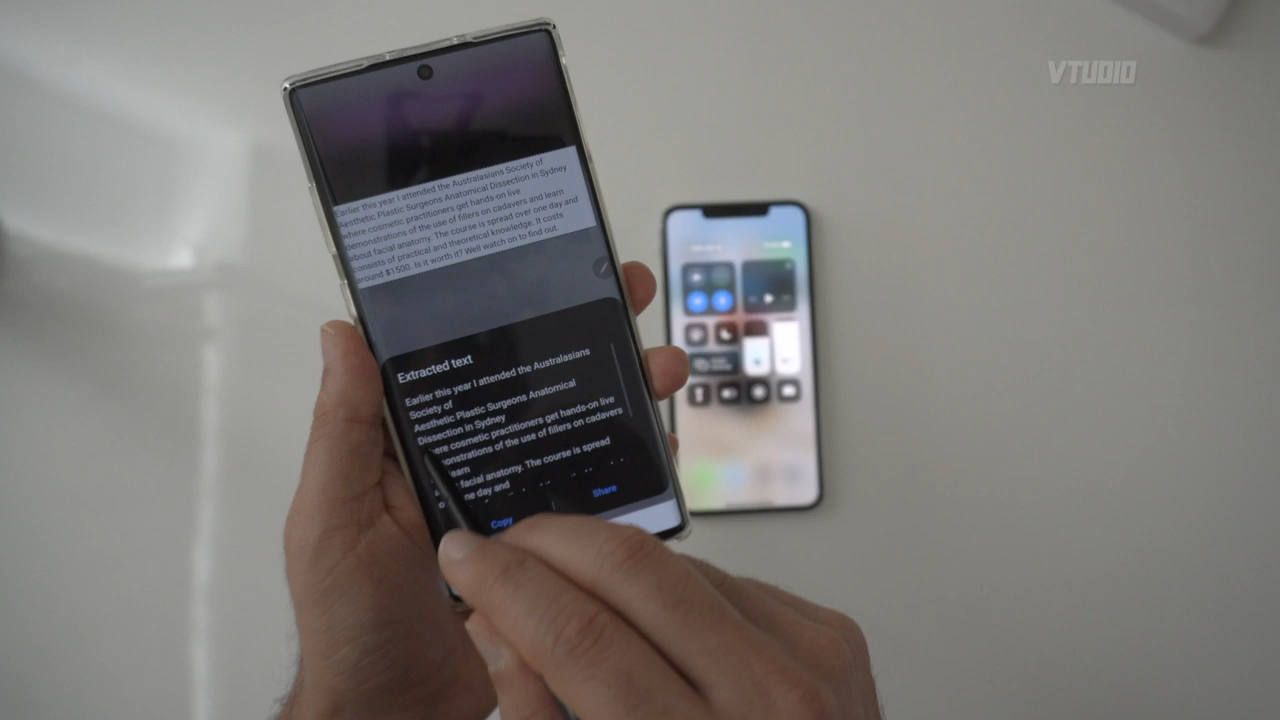 VTUDIO
Earlier this year I attended the Australasians Society of
Aesthetic Plastic Surgeons Anatomical Dissection in Sydney
where cosmetic practitioners get hands-on live
demonstrations of the use of fillers on cadavers and learn
about facial anatomy. The course is spread over one day and
consists of practical and theoretical knowledge. It costs
around $1500. Is it worth it? Well watch on to find out.
Extracted text
Earlier this year I attended the Australasians
Society of
Aesthetic Plastic Surgeons Anatomical
Dissection in Sydney
ere cosmetic practitioners get hands-on live
onstrations of the use of fillers on cadavers
learn
facial anatomy. The course is spread
ne day and
Copy
Share